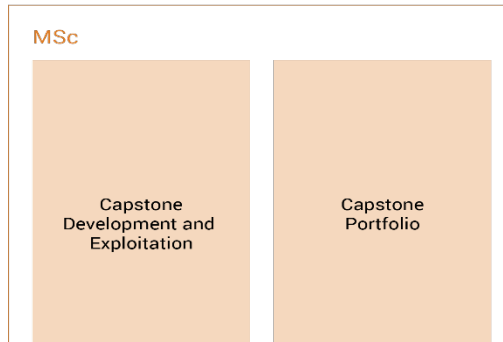 MSc
Capstone
Development and
Exploitation
Capstone
Portfolio